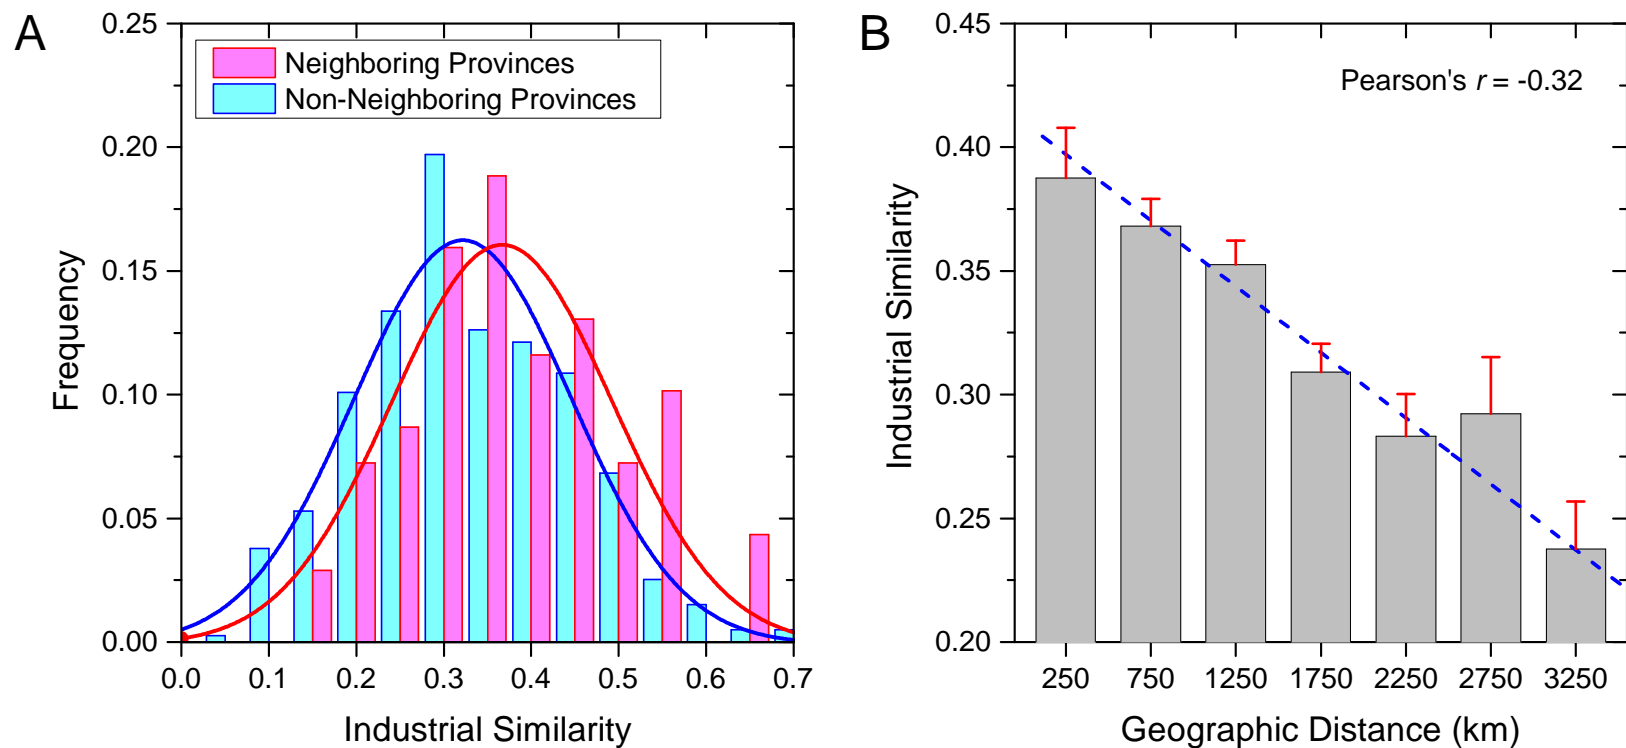 A
0.25
0.20
0.15
0.10
0.05
0.00
Frequency
Neighboring Provinces
Non-Neighboring Provinces
0.0 0.1 0.2 0.3 0.4 0.5 0.6 0.7
Industrial Similarity
B
0.45
0.40
0.35
0.30
0.25
0.20
Industrial Similarity
Pearson's r = -0.32
250 750 1250 1750 2250 2750 3250
Geographic Distance (km)